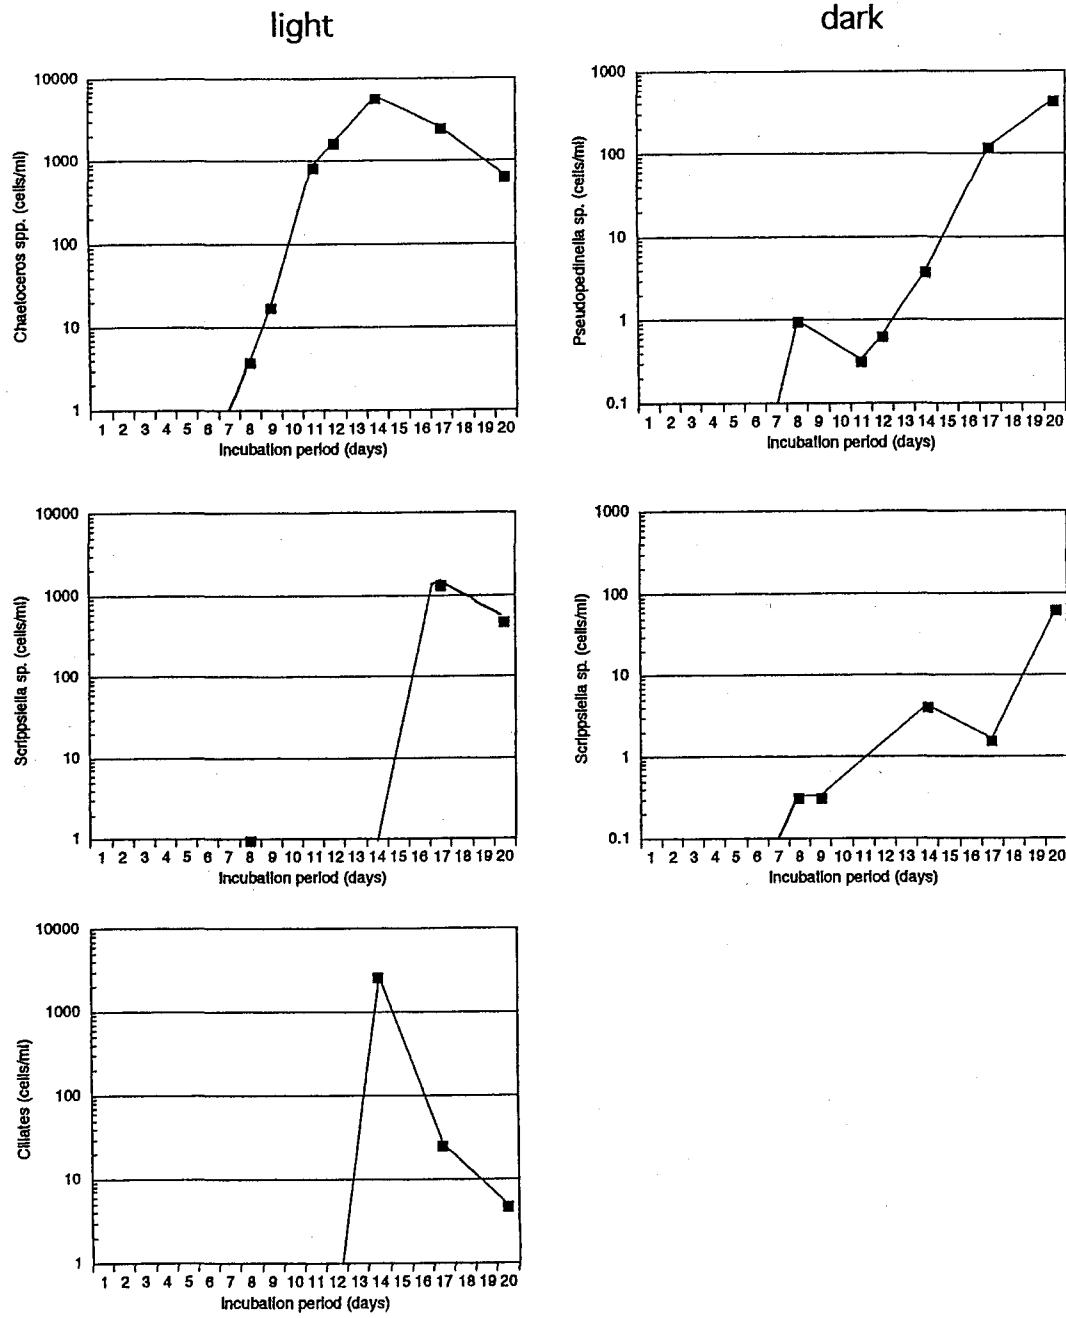 light
dark
10000
1000
100
10
1
Chaetoceros spp. (cells/ml)
1 2 3 4 5 6 7 8 9 10 11 12 13 14 15 16 17 18 19 20
Incubation period (days)
1000
100
10
1
0.1
Pseudopedinella sp. (cells/ml)
1 2 3 4 5 6 7 8 9 10 11 12 13 14 15 16 17 18 19 20
Incubation period (days)
10000
1000
100
10
1
Scrippsiella sp. (cells/ml)
1 2 3 4 5 6 7 8 9 10 11 12 13 14 15 16 17 18 19 20
Incubation period (days)
1000
100
10
1
0.1
Scrippsiella sp. (cells/ml)
1 2 3 4 5 6 7 8 9 10 11 12 13 14 15 16 17 18 19 20
Incubation period (days)
10000
1000
100
10
1
Ciliates (cells/ml)
1 2 3 4 5 6 7 8 9 10 11 12 13 14 15 16 17 18 19 20
Incubation period (days)